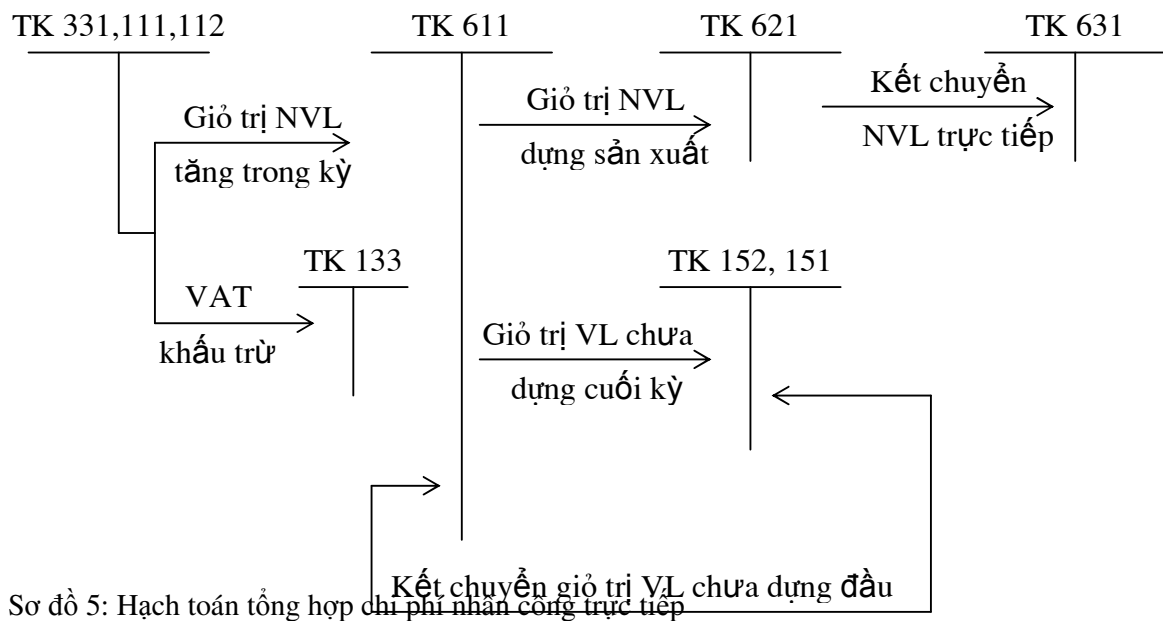 TK 331,111,112
TK 611
TK 621
TK 631
Giỏ trị NVL
tăng trong kỳ
Giỏ trị NVL
dựng sản xuất
Kết chuyển
NVL trực tiếp
TK 133
TK 152, 151
VAT
khấu trừ
Giỏ trị VL chưa
dựng cuối kỳ
Kết chuyển giỏ trị VL chưa dựng đầu
Sơ đồ 5: Hạch toán tổng hợp chi phí nhân công trực tiếp